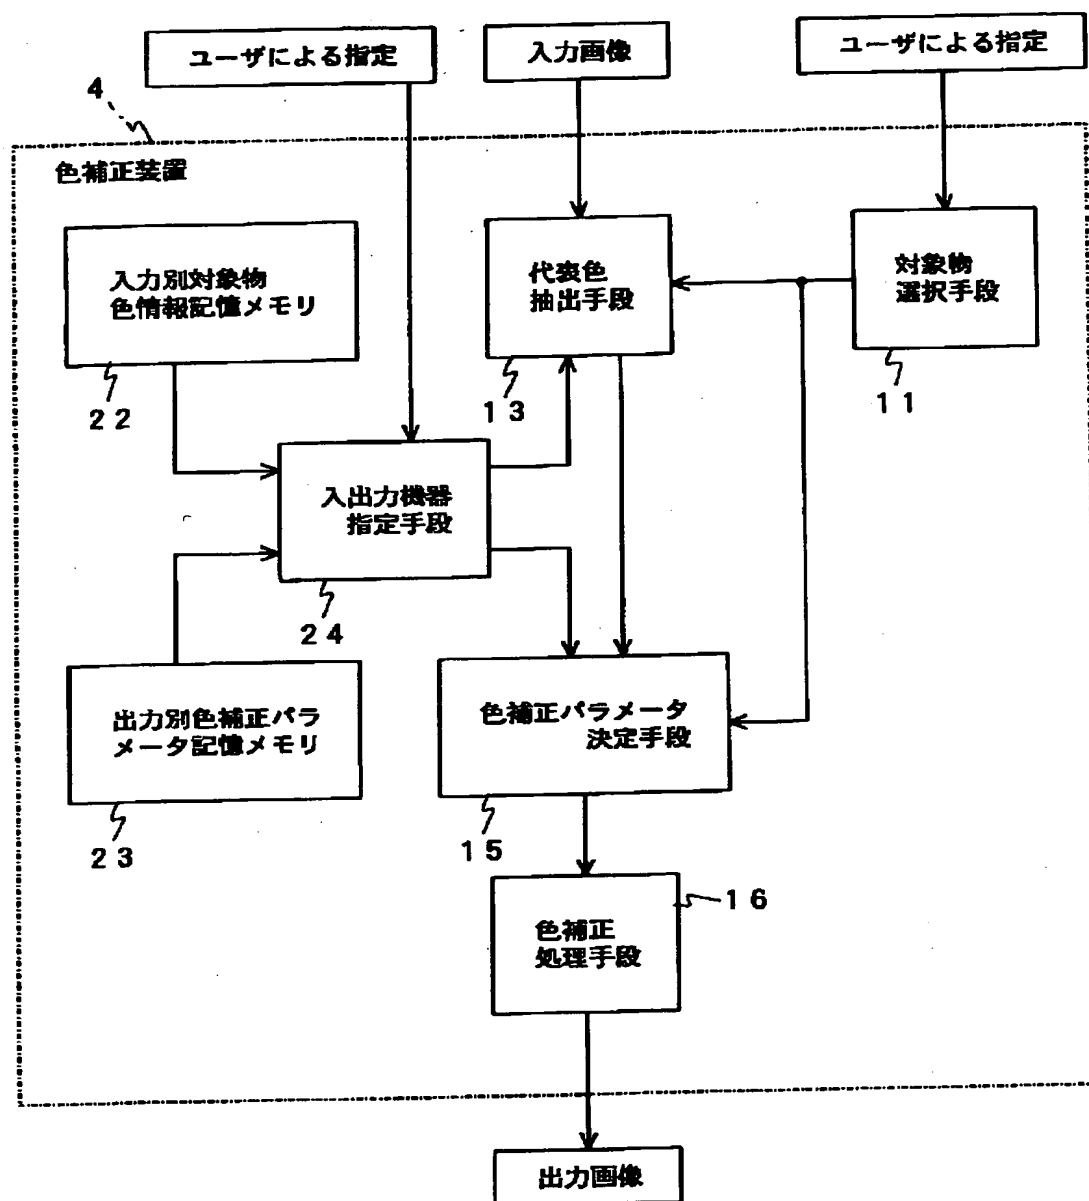 ユーザによる指定
入力画像
ユーザによる指定
4
色補正装置
入力別対象物
色情報記憶メモリ
22
代表色
抽出手段
13
対象物
選択手段
11
入出力機器
指定手段
24
出力別色補正パラ
メータ記憶メモリ
23
色補正パラメータ
決定手段
15
色補正
処理手段
16
出力画像